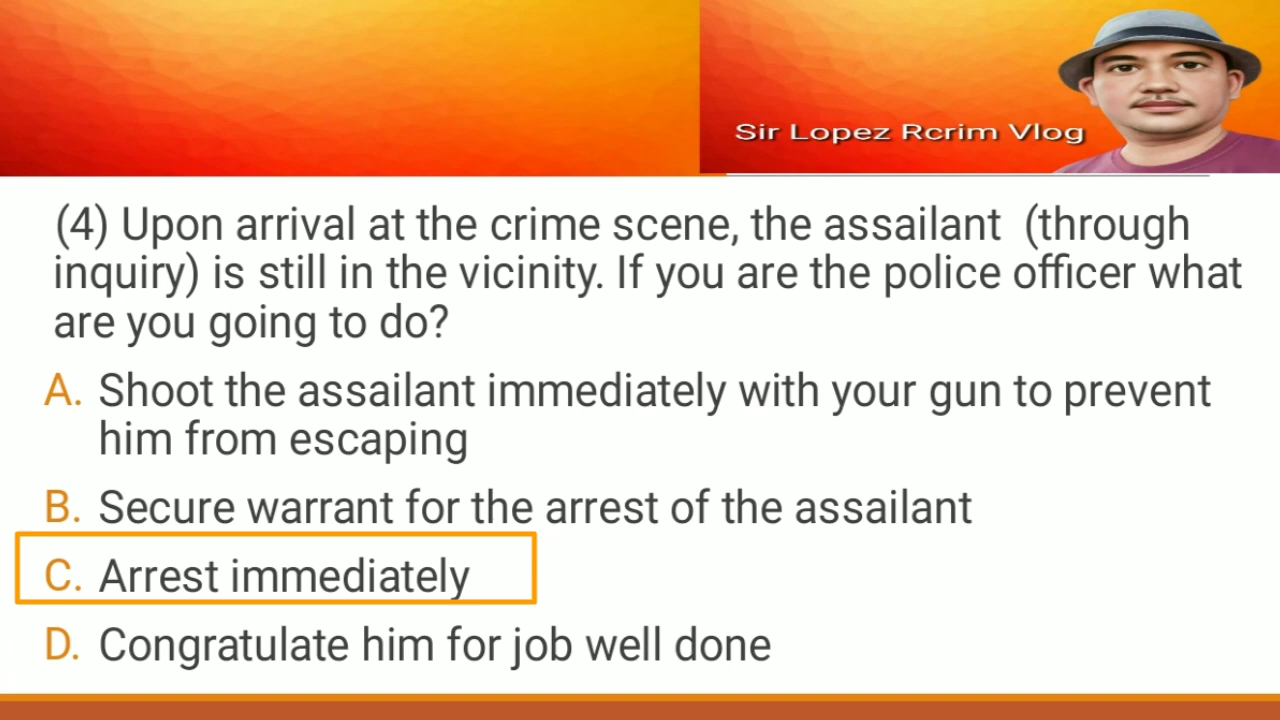 Sir Lopez Rcrim Vlog
(4) Upon arrival at the crime scene, the assailant (through
inquiry) is still in the vicinity. If you are the police officer what
are you going to do?
A. Shoot the assailant immediately with your gun to prevent
him from escaping
B. Secure warrant for the arrest of the assailant
C. Arrest immediately
D. Congratulate him for job well done